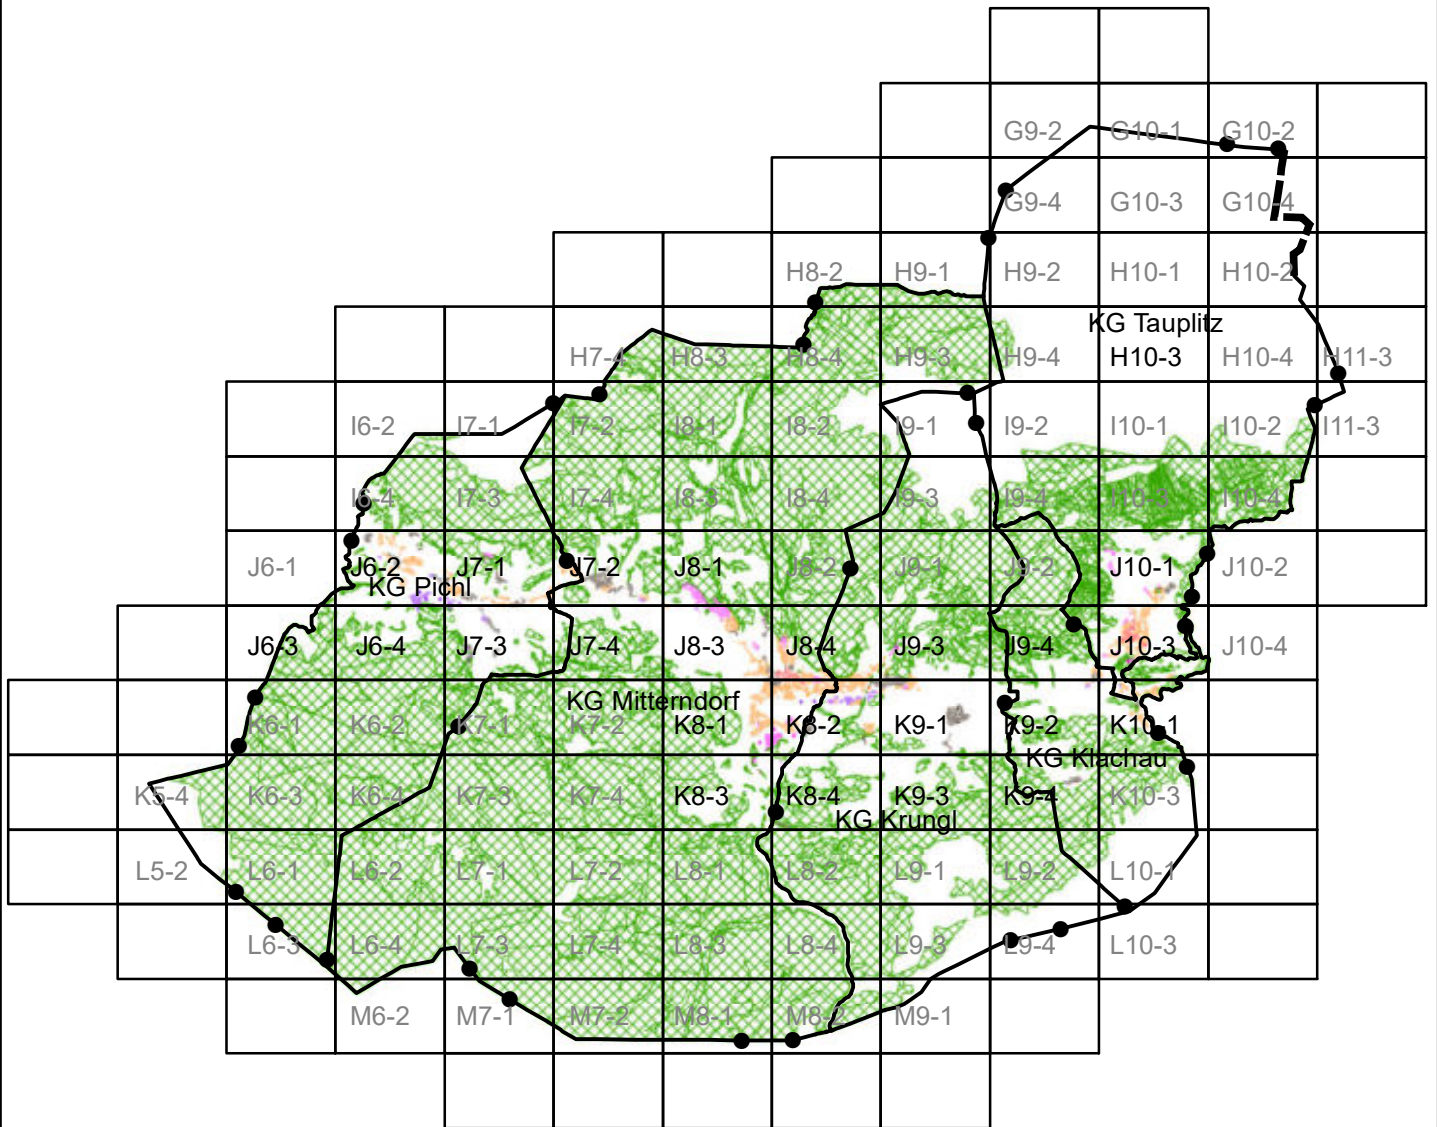 G9-2 G10-1 G10-2
G9-4 G10-3 G10-4
H8-2 H9-1 H9-2 H10-1 H10-2
KG Tauplitz
H7-4 H8-3 H8-4 H9-3 H9-4 H10-3 H10-4 H11-3
I6-2 I7-1 I7-2 I8-1 I8-2 I9-1 I9-2 I10-1 I10-2 I11-3
I6-4 I7-3 I7-4 I8-3 I8-4 I9-3 I9-4 I10-3 I10-4
J6-1 J6-2 J7-1 J7-2 J8-1 J8-2 J9-1 J9-2 J10-1 J10-2
KG Pichl
J6-3 J6-4 J7-3 J7-4 J8-3 J8-4 J9-3 J9-4 J10-3 J10-4
KG Mitterndorf
K6-1 K6-2 K7-1 K7-2 K8-1 K8-2 K9-1 K9-2 K10-1
KG Klachau
K5-4 K6-3 K6-4 K7-3 K7-4 K8-3 K8-4 K9-3 K9-4 K10-3
KG Krungl
L5-2 L6-1 L6-2 L7-1 L7-2 L8-1 L8-2 L9-1 L9-2 L10-1
L6-3 L6-4 L7-3 L7-4 L8-3 L8-4 L9-3 L9-4 L10-3
M6-2 M7-1 M7-2 M8-1 M8-2 M9-1